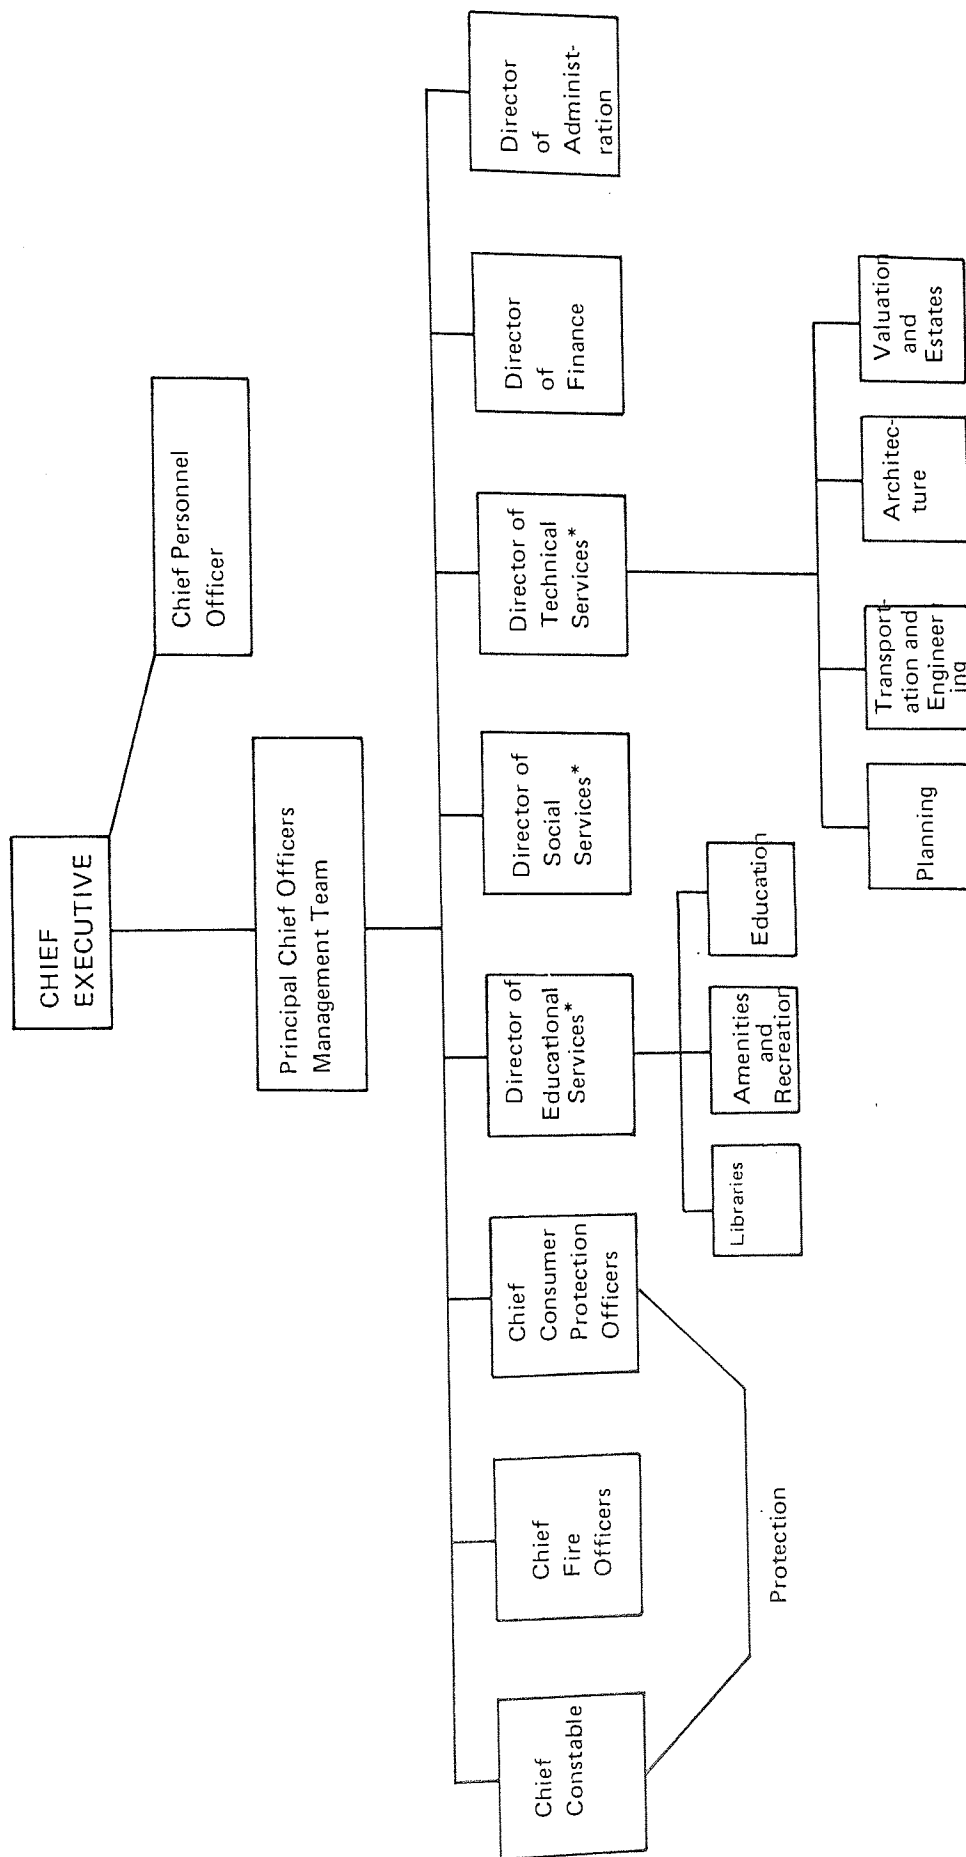 CHIEF
EXECUTIVE
Chief Personnel
Officer
Principal Chief Officers
Management Team
Chief
Constable
Chief
Fire
Officers
Chief
Consumer
Protection
Officers
Director of
Educational
Services*
Director of
Social
Services*
Director of
Technical
Services*
Director
of
Finance
Director
of
Administ-
ration
Protection
Libraries
Amenities
and
Recreation
Education
Planning
Transport-
ation and
Engineer
ing
Architec-
ture
Valuation
and
Estates